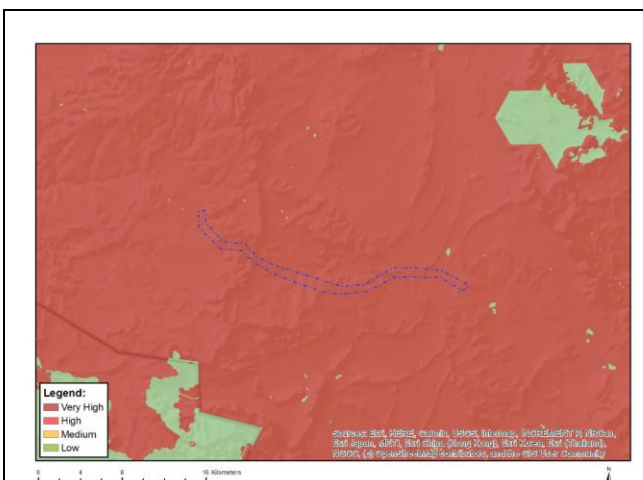 Legend:
Very High
High
Medium
Low
Sources: Esri, HERE, Garmin, USGS, Intermap, INCREMENT P, NRCan,
Esri Japan, METI, Esri China (Hong Kong), Esri Korea, Esri (Thailand),
NGCC, (c) OpenStreetMap contributors, and the GIS User Community
0 4 8 16 Kilometers
N